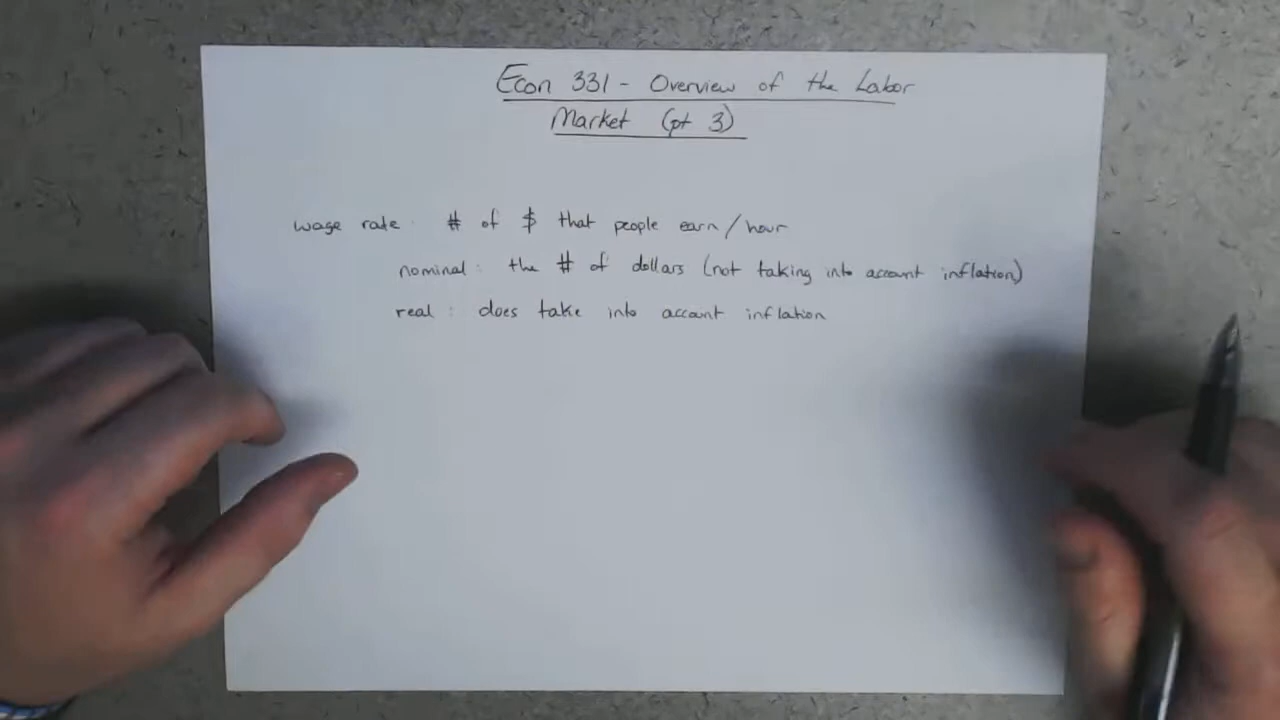 Econ 331 - Overview of the Labor
Market (pt 3)
wage rate: # of $ that people earn/hour
nominal: the # of dollars (not taking into account inflation)
real: does take into account inflation